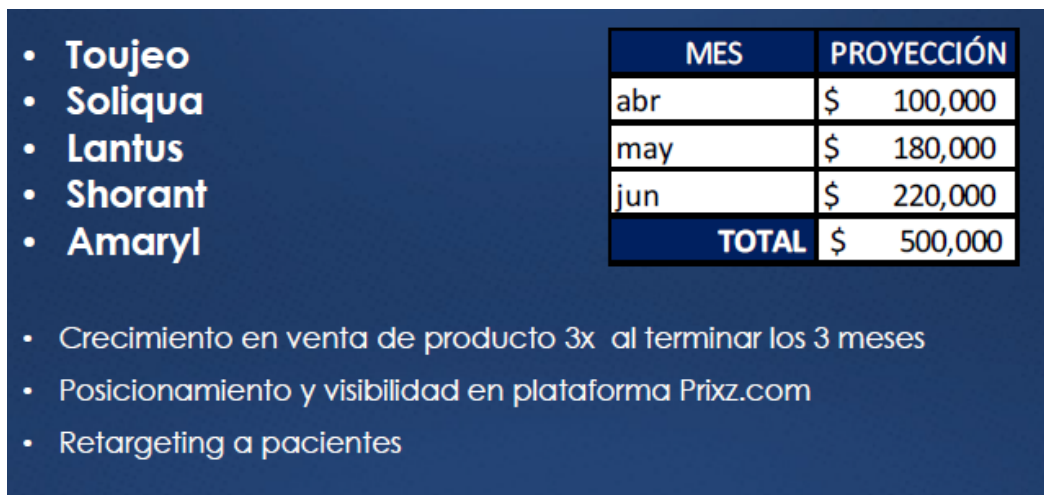 • Toujeo
• Soliqua
• Lantus
• Shorant
• Amaryl
MES PROYECCIÓN
abr $ 100,000
may $ 180,000
jun $ 220,000
TOTAL $ 500,000
• Crecimiento en venta de producto 3x al terminar los 3 meses
• Posicionamiento y visibilidad en plataforma Prixz.com
• Retargeting a pacientes